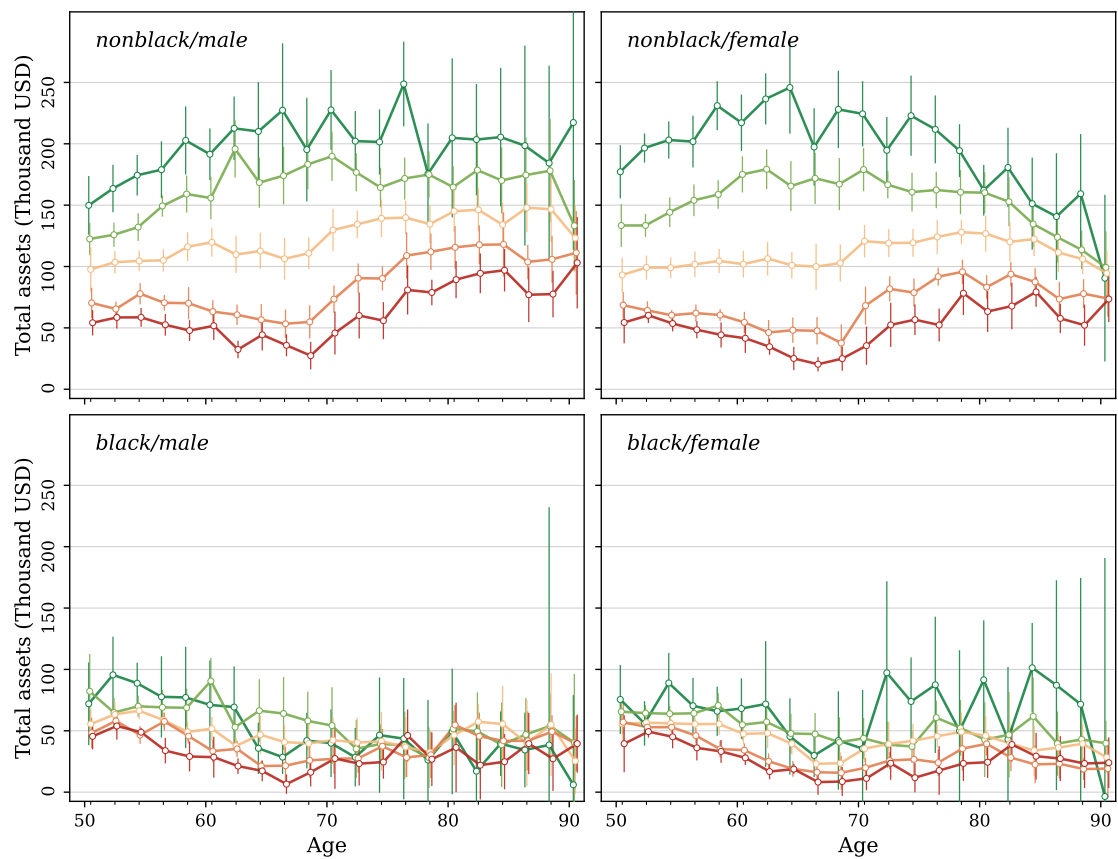 nonblack/male
nonblack/female
Total assets (Thousand USD)
250
200
150
100
50
0
black/male
black/female
Total assets (Thousand USD)
250
200
150
100
50
0
50 60 70 80 90
50 60 70 80 90
Age
Age